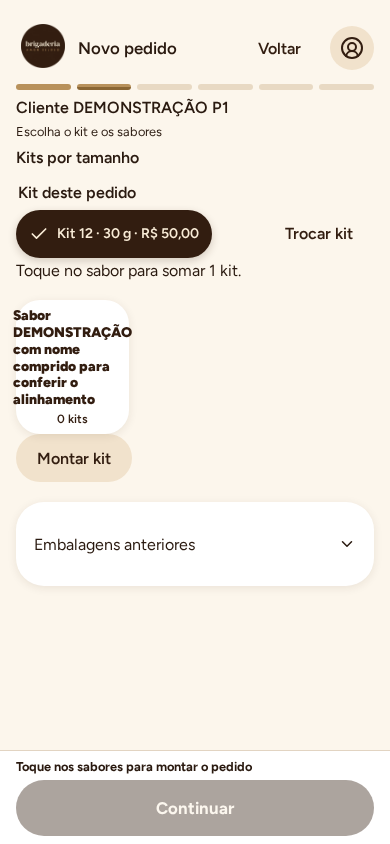 brigaderia
Novo pedido
Voltar
Cliente DEMONSTRAÇÃO P1
Escolha o kit e os sabores
Kits por tamanho
Kit deste pedido
Kit 12 · 30 g · R$ 50,00
Trocar kit
Toque no sabor para somar 1 kit.
Sabor
DEMONSTRAÇÃO
com nome
comprido para
conferir o
alinhamento
0 kits
Montar kit
Embalagens anteriores
Toque nos sabores para montar o pedido
Continuar